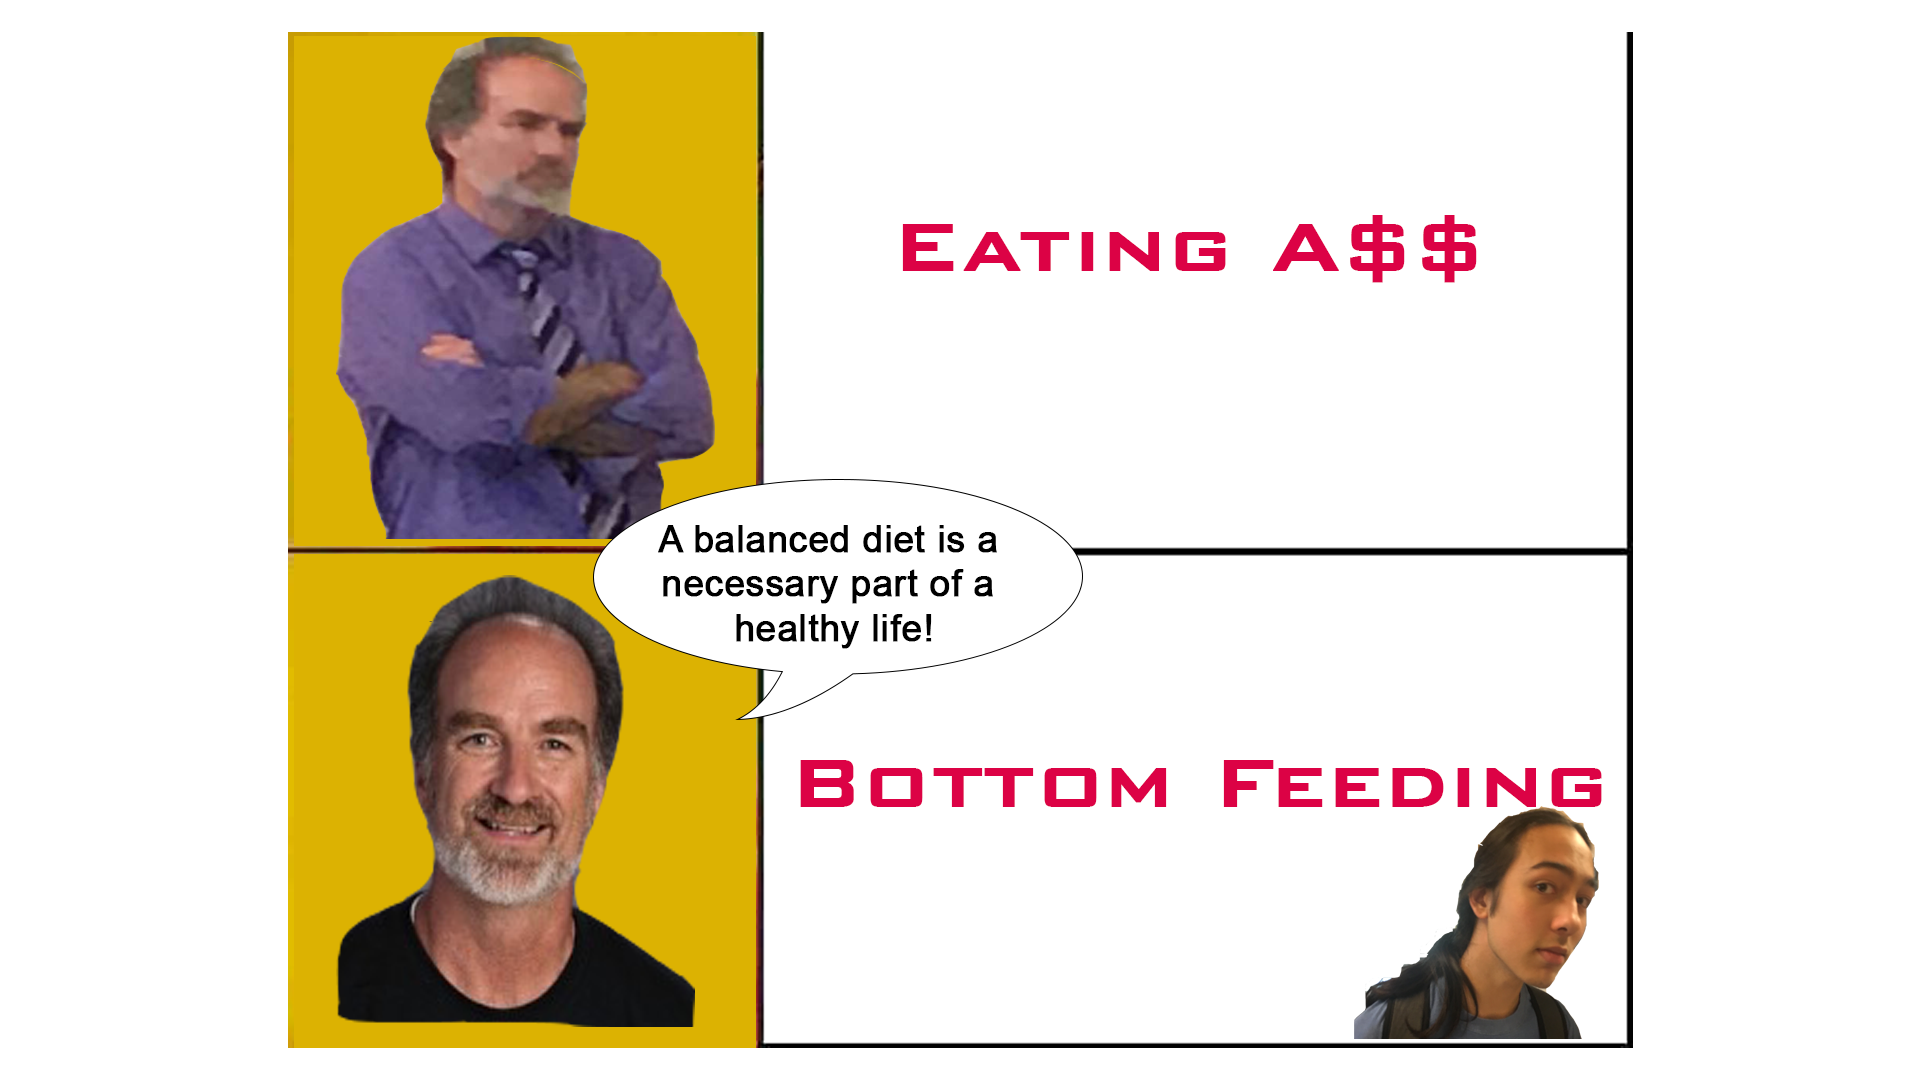 Eating A$$
A balanced diet is a
necessary part of a
healthy life!
Bottom Feeding